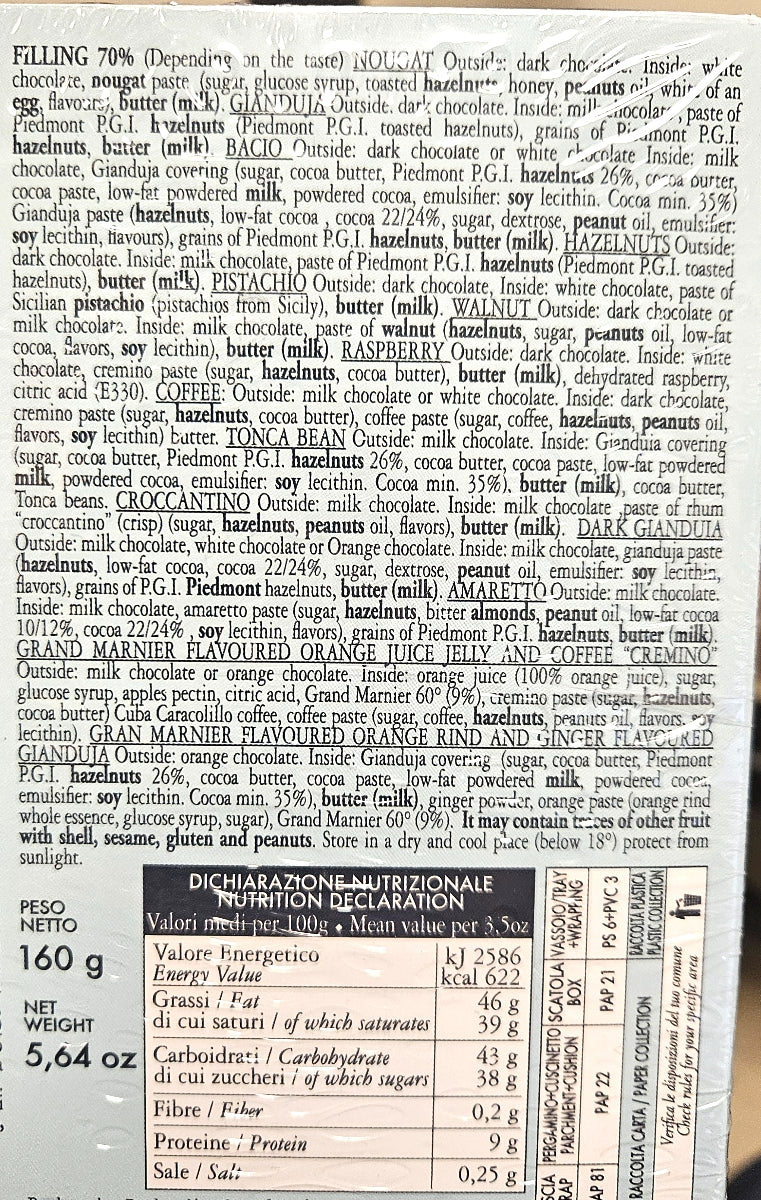 FILLING 70% (Depending on the taste) NOUGAT Outside: dark Inside: white
chocolate, nougat paste (sugar, glucose syrup, toasted hazelnuts, honey, peanuts oil, white of an
egg, flavours), butter (milk). GIANDUJA Outside: dark chocolate. Inside: milk chocolate, paste of
Piedmont P.G.I. hazelnuts (Piedmont P.G.I. toasted hazelnuts), grains of Piedmont P.G.I.
hazelnuts, butter (milk). BACIO Outside: dark chocolate or white chocolate Inside: milk
chocolate, Gianduja covering (sugar, cocoa butter, Piedmont P.G.I. hazelnuts 26%, cocoa burter,
cocoa paste, low-fat powdered milk, powdered cocoa, emulsifier: soy lecithin. Cocoa min. 35%)
Gianduja paste (hazelnuts, low-fat cocoa , cocoa 22/24%, sugar, dextrose, peanut oil, emulsifier:
soy lecithin, flavours), grains of Piedmont P.G.I. hazelnuts, butter (milk). HAZELNUTS Outside:
dark chocolate. Inside: milk chocolate, paste of Piedmont P.G.I. hazelnuts (Piedmont P.G.I. toasted
hazelnuts), butter (milk). PISTACHIO Outside: dark chocolate, Inside: white chocolate, paste of
Sicilian pistachio (pistachios from Sicily), butter (milk). WALNUT Outside: dark chocolate or
milk chocolate. Inside: milk chocolate, paste of walnut (hazelnuts, sugar, peanuts oil, low-fat
cocoa, flavors, soy lecithin), butter (milk). RASPBERRY Outside: dark chocolate. Inside: white
chocolate, cremino paste (sugar, hazelnuts, cocoa butter), butter (milk), dehydrated raspberry,
citric acid (E330). COFFEE: Outside: milk chocolate or white chocolate. Inside: dark chocolate,
cremino paste (sugar, hazelnuts, cocoa butter), coffee paste (sugar, coffee, hazelnuts, peanuts oil,
flavors, soy lecithin) butter. TONCA BEAN Outside: milk chocolate. Inside: Gianduia covering
(sugar, cocoa butter, Piedmont P.G.I. hazelnuts 26%, cocoa butter, cocoa paste, low-fat powdered
milk, powdered cocoa, emulsifier: soy lecithin. Cocoa min. 35%), butter (milk), cocoa butter,
Tonca beans. CROCCANTINO Outside: milk chocolate. Inside: milk chocolate ,paste of rhum
"croccantino" (crisp) (sugar, hazelnuts, peanuts oil, flavors), butter (milk). DARK GIANDUIA
Outside: milk chocolate, white chocolate or Orange chocolate. Inside: milk chocolate, gianduja paste
(hazelnuts, low-fat cocoa, cocoa 22/24%, sugar, dextrose, peanut oil, emulsifier: soy lecithin,
flavors), grains of P.G.I. Piedmont hazelnuts, butter (milk). AMARETTO Outside: milk chocolate.
Inside: milk chocolate, amaretto paste (sugar, hazelnuts, bitter almonds, peanut oil, low-fat cocoa
10/12%, cocoa 22/24% , soy lecithin, flavors), grains of Piedmont P.G.I. hazelnuts, butter (milk).
GRAND MARNIER FLAVOURED ORANGE JUICE JELLY AND COFFEE "CREMINO"
Outside: milk chocolate or orange chocolate. Inside: orange juice (100% orange juice), sugar,
glucose syrup, apples pectin, citric acid, Grand Marnier 60° (9%), cremino paste (sugar, hazelnuts,
cocoa butter) Cuba Caracolillo coffee, coffee paste (sugar, coffee, hazelnuts, peanuts oil, flavors. soy
lecithin). GRAN MARNIER FLAVOURED ORANGE RIND AND GINGER FLAVOURED
GIANDUJA Outside: orange chocolate. Inside: Gianduja covering (sugar, cocoa butter, Piedmont
P.G.I. hazelnuts 26%, cocoa butter, cocoa paste, low-fat powdered milk, powdered cocoa,
emulsifier: soy lecithin. Cocoa min. 35%), butter (milk), ginger powder, orange paste (orange rind
whole essence, glucose syrup, sugar), Grand Marnier 60° (9%). It may contain traces of other fruit
with shell, sesame, gluten and peanuts. Store in a dry and cool place (below 18°) protect from
sunlight.
PESO
NETTO
160 g
NET
WEIGHT
5,64 oz
DICHIARAZIONE NUTRIZIONALE
NUTRITION DECLARATION
Valori medi per 100g • Mean value per 3,5oz
Valore Energetico kJ 2586
Energy Value kcal 622
Grassi / Fat 46 g
di cui saturi / of which saturates 39 g
Carboidrati / Carbohydrate 43 g
di cui zuccheri / of which sugars 38 g
Fibre / Fiber 0,2 g
Proteine / Protein 9 g
Sale / Salt 0,25 g
PERGAMINO+CUSCINETTO
PARCHMENT+CUSHION
PAP 22
SCATOLA
BOX
PAP 21
VASSOIO/TRAY
+WRAPPING
PS 6+PVC 3
RACCOLTA CARTA / PAPER COLLECTION
RACCOLTA PLASTICA
PLASTIC COLLECTION
Verifica le disposizioni del tuo comune
Check rules for your specific area